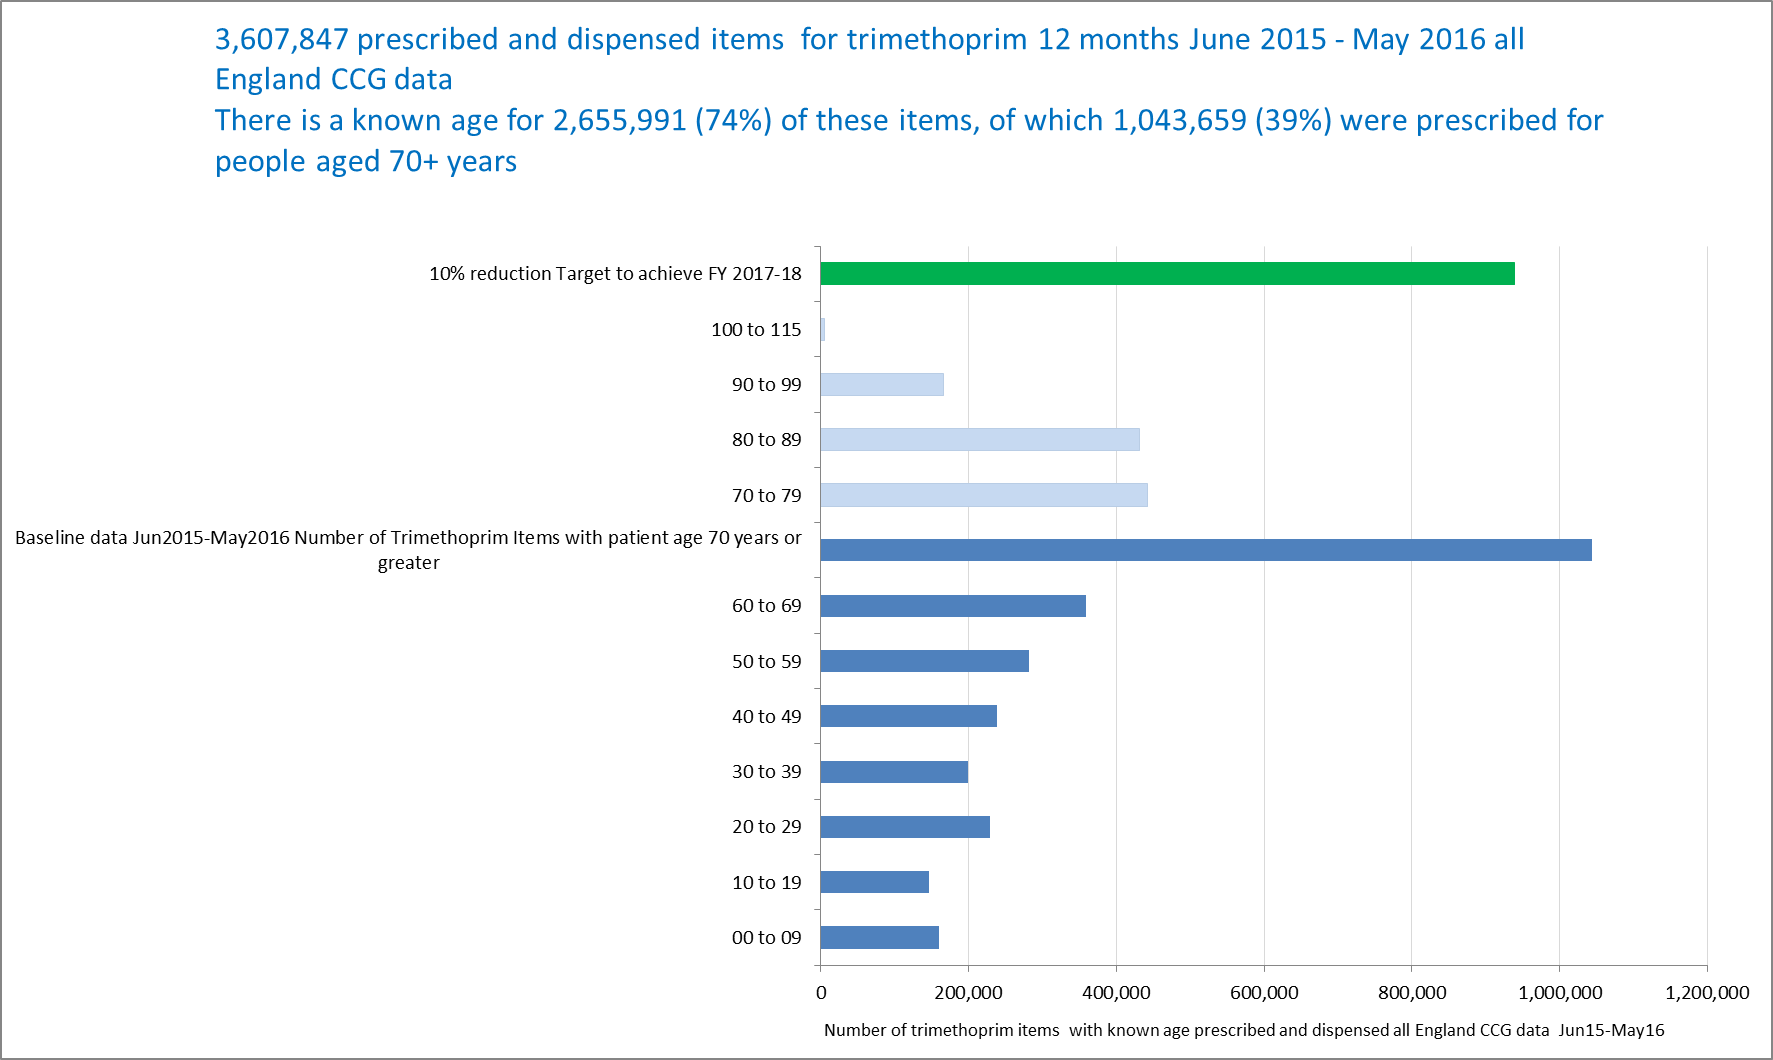 3,607,847 prescribed and dispensed items  for trimethoprim 12 months June 2015 - May 2016 all
England CCG data
There is a known age for 2,655,991 (74%) of these items, of which 1,043,659 (39%) were prescribed for
people aged 70+ years
10% reduction Target to achieve FY 2017-18
100 to 115
90 to 99
80 to 89
70 to 79
Baseline data Jun2015-May2016 Number of Trimethoprim Items with patient age 70 years or
greater
60 to 69
50 to 59
40 to 49
30 to 39
20 to 29
10 to 19
00 to 09
0 200,000 400,000 600,000 800,000 1,000,000 1,200,000
Number of trimethoprim items  with known age prescribed and dispensed all England CCG data  Jun15-May16